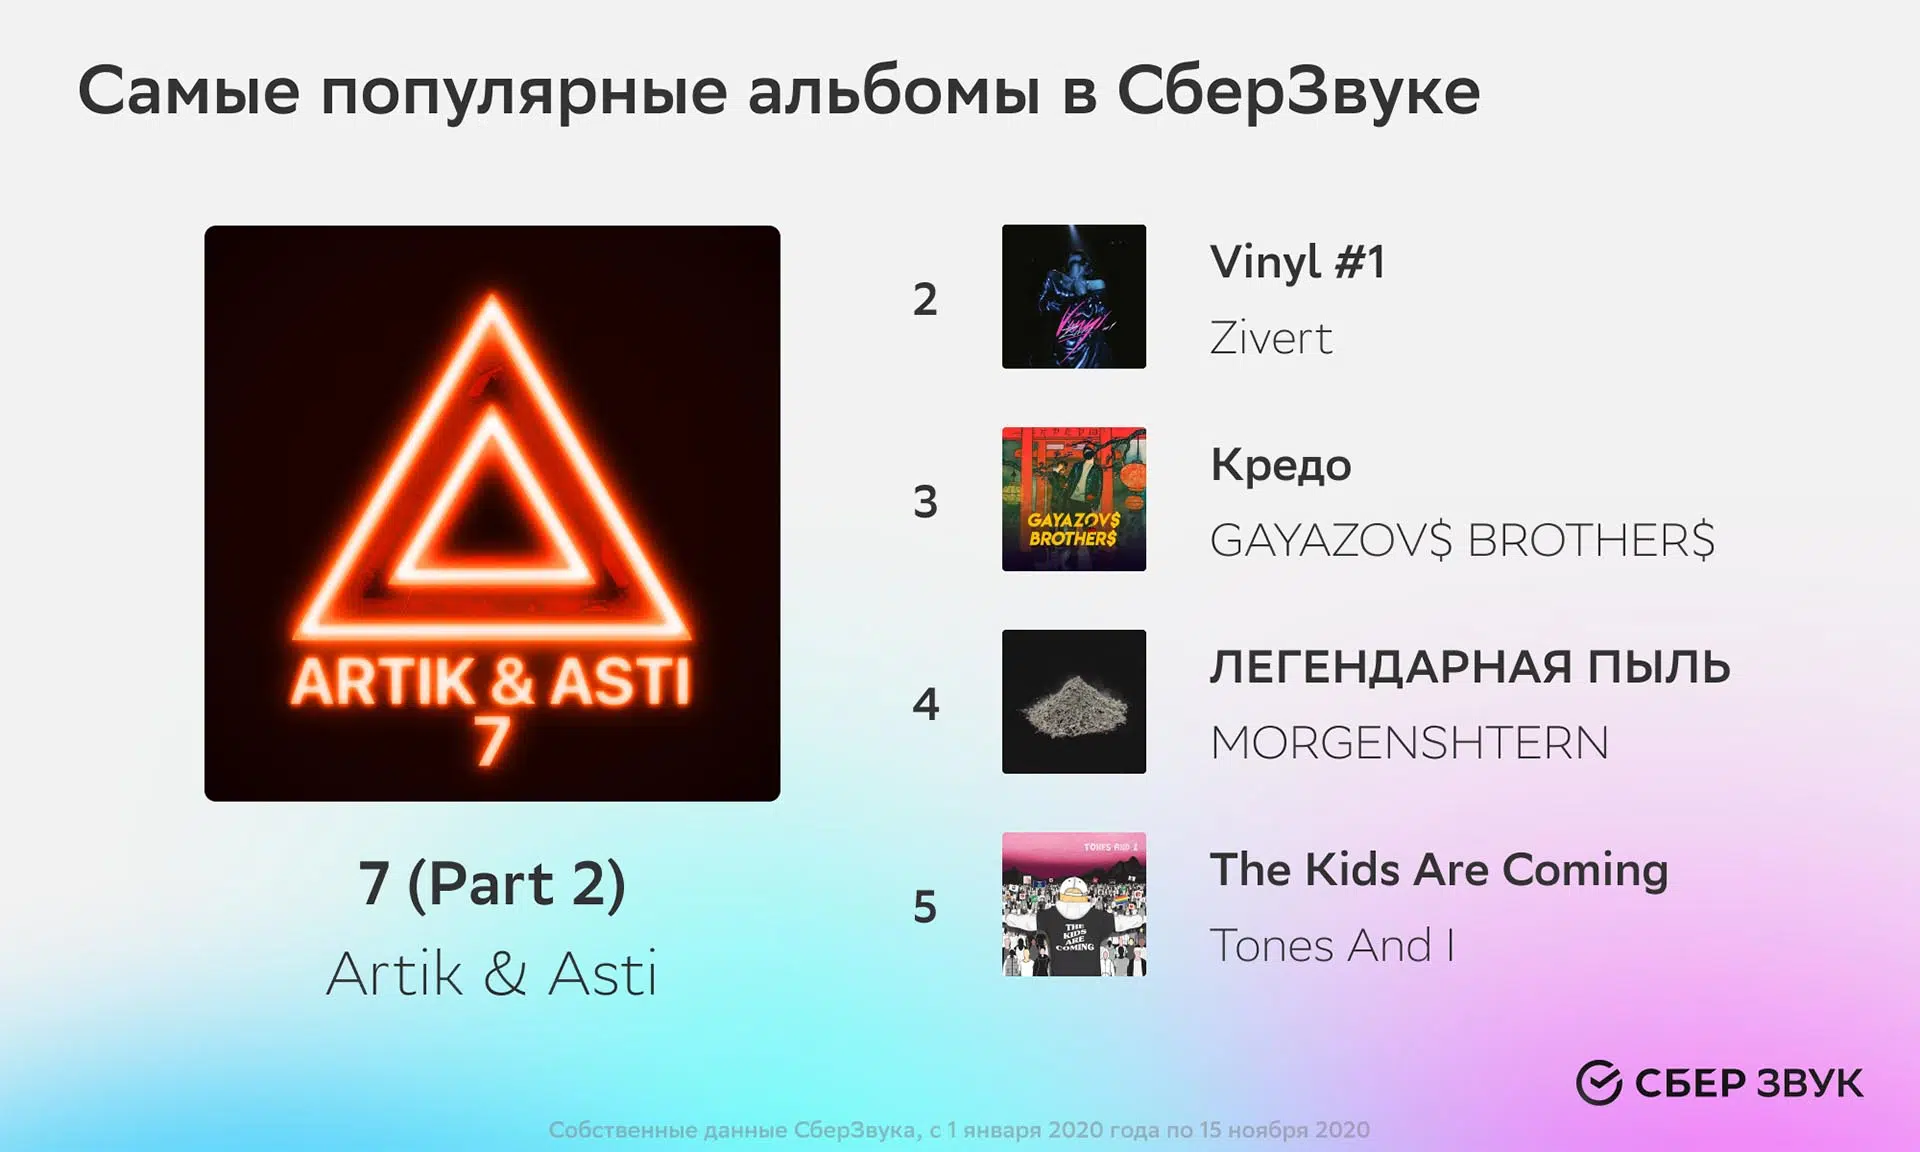 Самые популярные альбомы в СберЗвуке
ARTIK & ASTI
7
7 (Part 2)
Artik & Asti
2
Vinyl #1
Zivert
3
GAYAZOV$
BROTHER$
Кредо
GAYAZOV$ BROTHER$
4
ЛЕГЕНДАРНАЯ ПЫЛЬ
MORGENSHTERN
5
TONES AND I
THE
KIDS
ARE
COMING
The Kids Are Coming
Tones And I
СБЕР ЗВУК
Собственные данные СберЗвука, с 1 января 2020 года по 15 ноября 2020